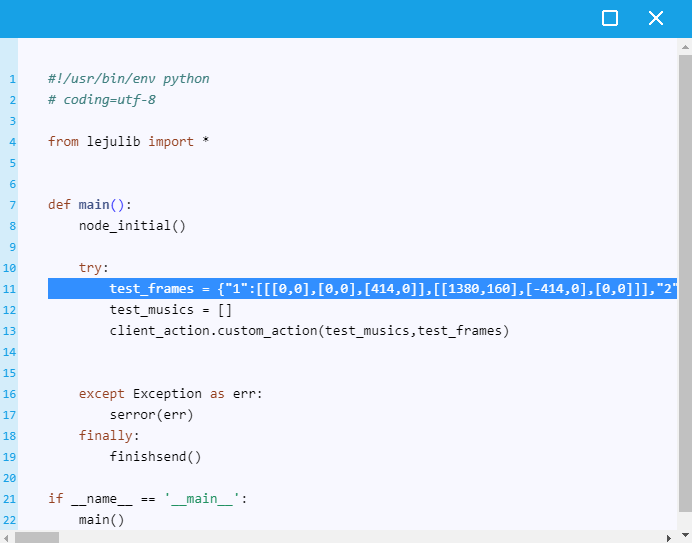 1 #!/usr/bin/env python
2 # coding=utf-8
3
4 from lejulib import *
5
6
7 def main():
8     node_initial()
9
10     try:
11         test_frames = {"1":[[[0,0],[0,0],[414,0]],[[1380,160],[-414,0],[0,0]]],"2"
12         test_musics = []
13         client_action.custom_action(test_musics,test_frames)
14
15
16     except Exception as err:
17         serror(err)
18     finally:
19         finishsend()
20
21 if __name__ == '__main__':
22     main()